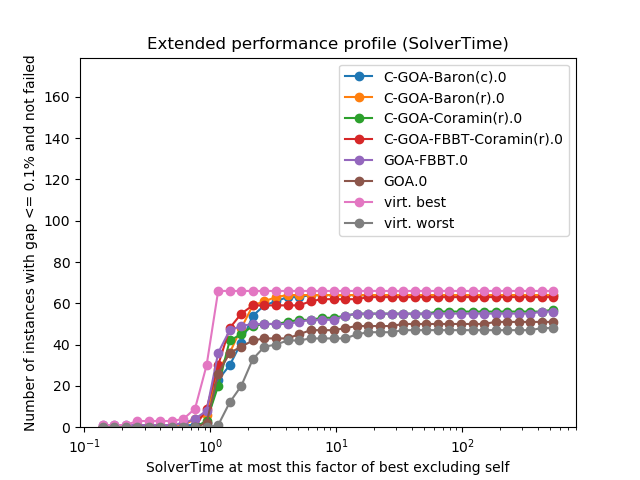 Extended performance profile (SolverTime)
Number of instances with gap <= 0.1% and not failed
160
140
120
100
80
60
40
20
0
C-GOA-Baron(c).0
C-GOA-Baron(r).0
C-GOA-Coramin(r).0
C-GOA-FBBT-Coramin(r).0
GOA-FBBT.0
GOA.0
virt. best
virt. worst
10⁻¹ 10⁰ 10¹ 10²
SolverTime at most this factor of best excluding self